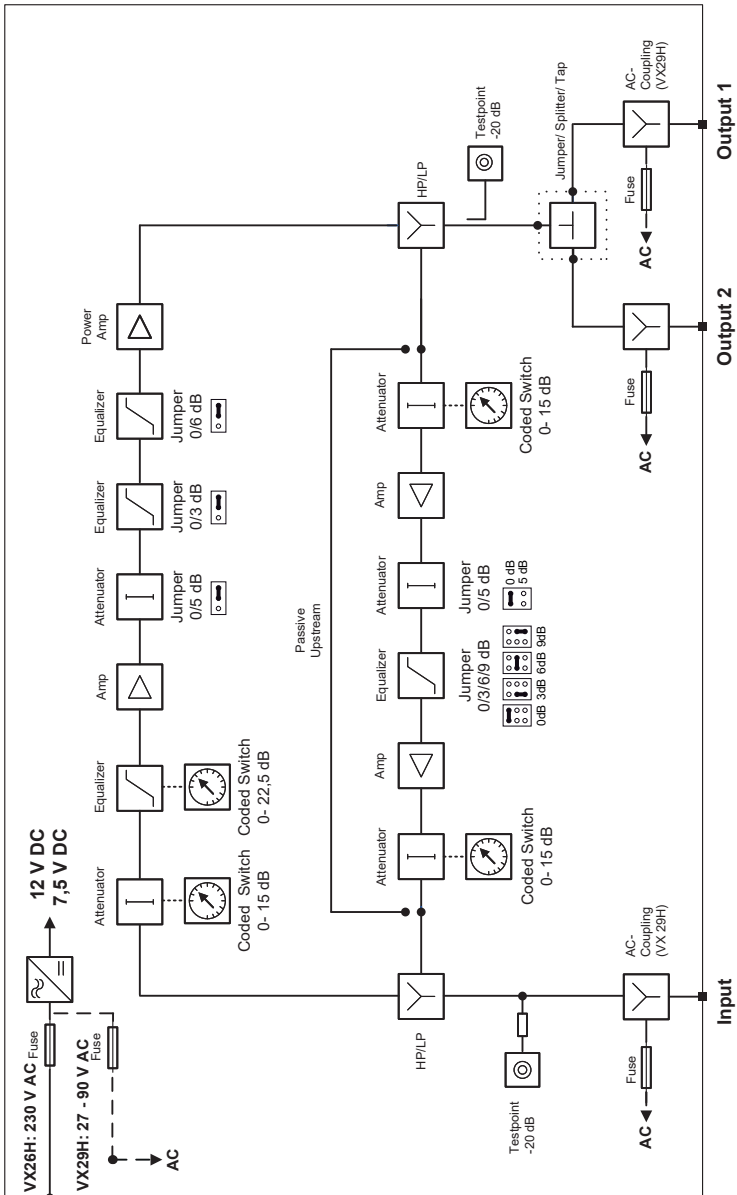 VX26H: 230 V AC
Fuse
VX29H: 27 - 90 V AC
Fuse
AC
12 V DC
7,5 V DC
Attenuator
Coded Switch
0- 15 dB
Equalizer
Coded Switch
0- 22,5 dB
Amp
Attenuator
Jumper
0/5 dB
Equalizer
Jumper
0/3 dB
Equalizer
Jumper
0/6 dB
Power
Amp
Passive
Upstream
HP/LP
Attenuator
Coded Switch
0- 15 dB
Amp
Equalizer
Jumper
0/3/6/9 dB
0dB
3dB
6dB
9dB
Attenuator
Jumper
0/5 dB
0 dB
5 dB
Amp
Attenuator
Coded Switch
0- 15 dB
HP/LP
Testpoint
-20 dB
Testpoint
-20 dB
Jumper/ Splitter/ Tap
AC
Fuse
AC-
Coupling
(VX 29H)
AC
Fuse
AC
Fuse
AC-
Coupling
(VX29H)
Input
Output 2
Output 1